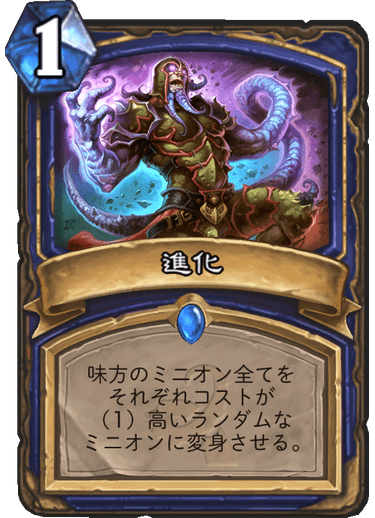 1
進化
味方のミニオン全てを
それぞれコストが
（1）高いランダムな
ミニオンに変身させる。